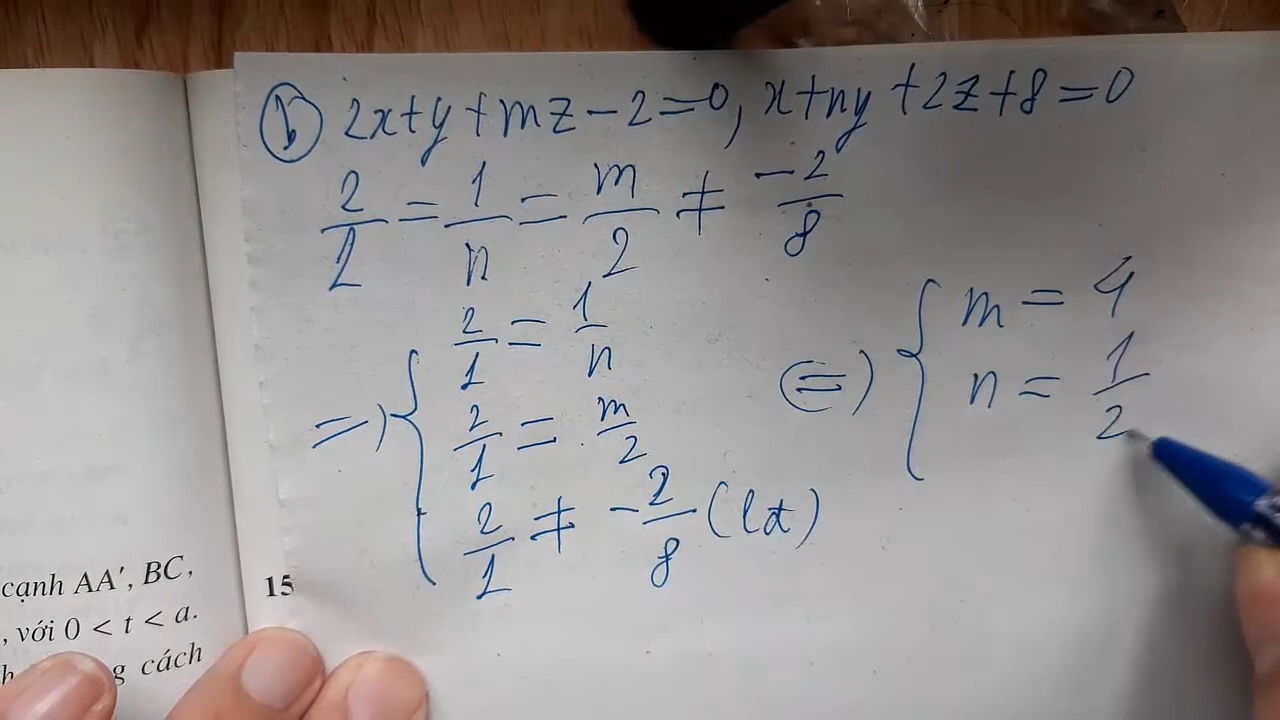 b 2x+y+mz-2=0, x+ny+2z+8=0
2/1 = 1/n = m/2 ≠ -2/8
2/1 = 1/n
=> { 2/1 = m/2
2/1 ≠ -2/8 (lđ)
<=> { m = 4
n = 1/2
cạnh AA', BC,
, với 0 < t < a.
g cách
15